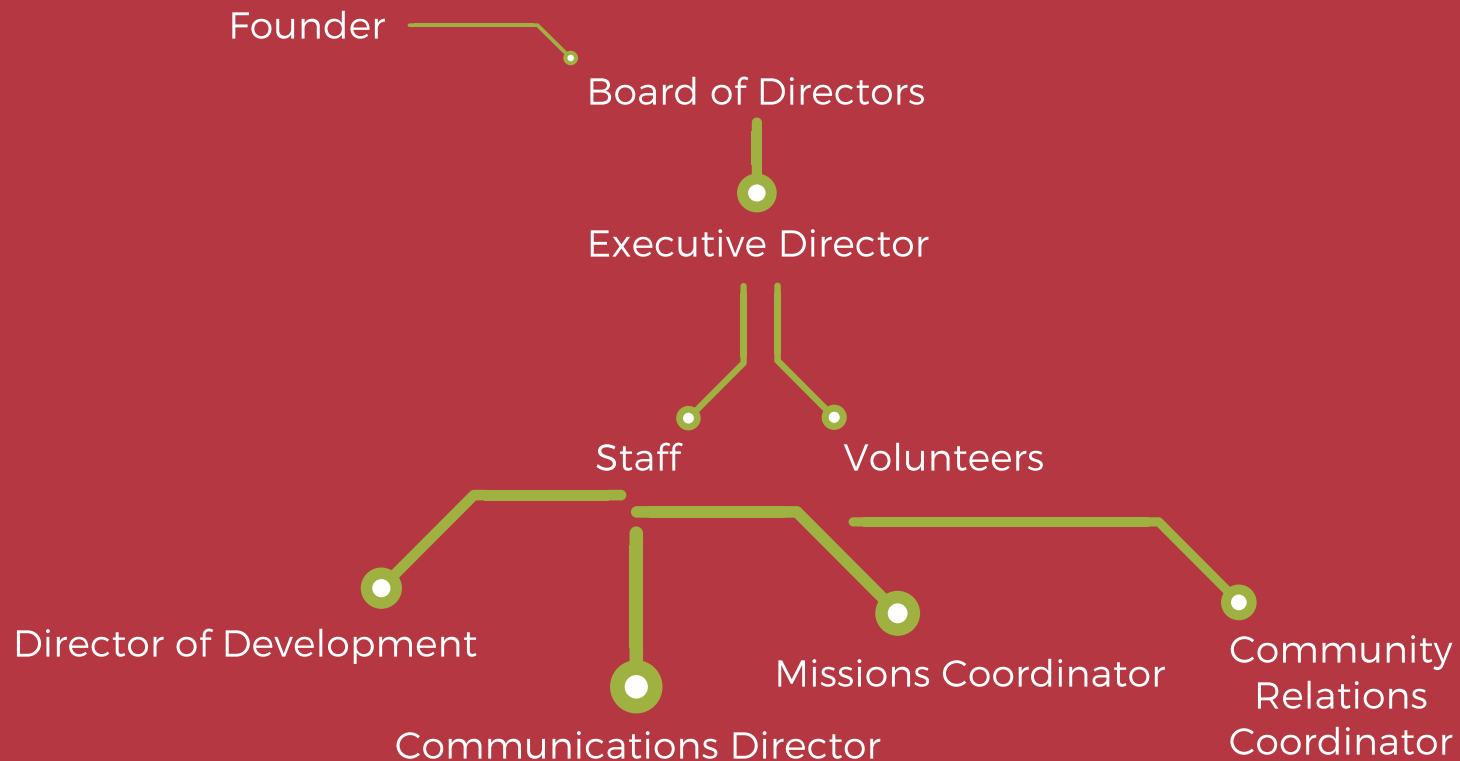 Founder
Board of Directors
Executive Director
Staff
Volunteers
Director of Development
Communications Director
Missions Coordinator
Community
Relations
Coordinator